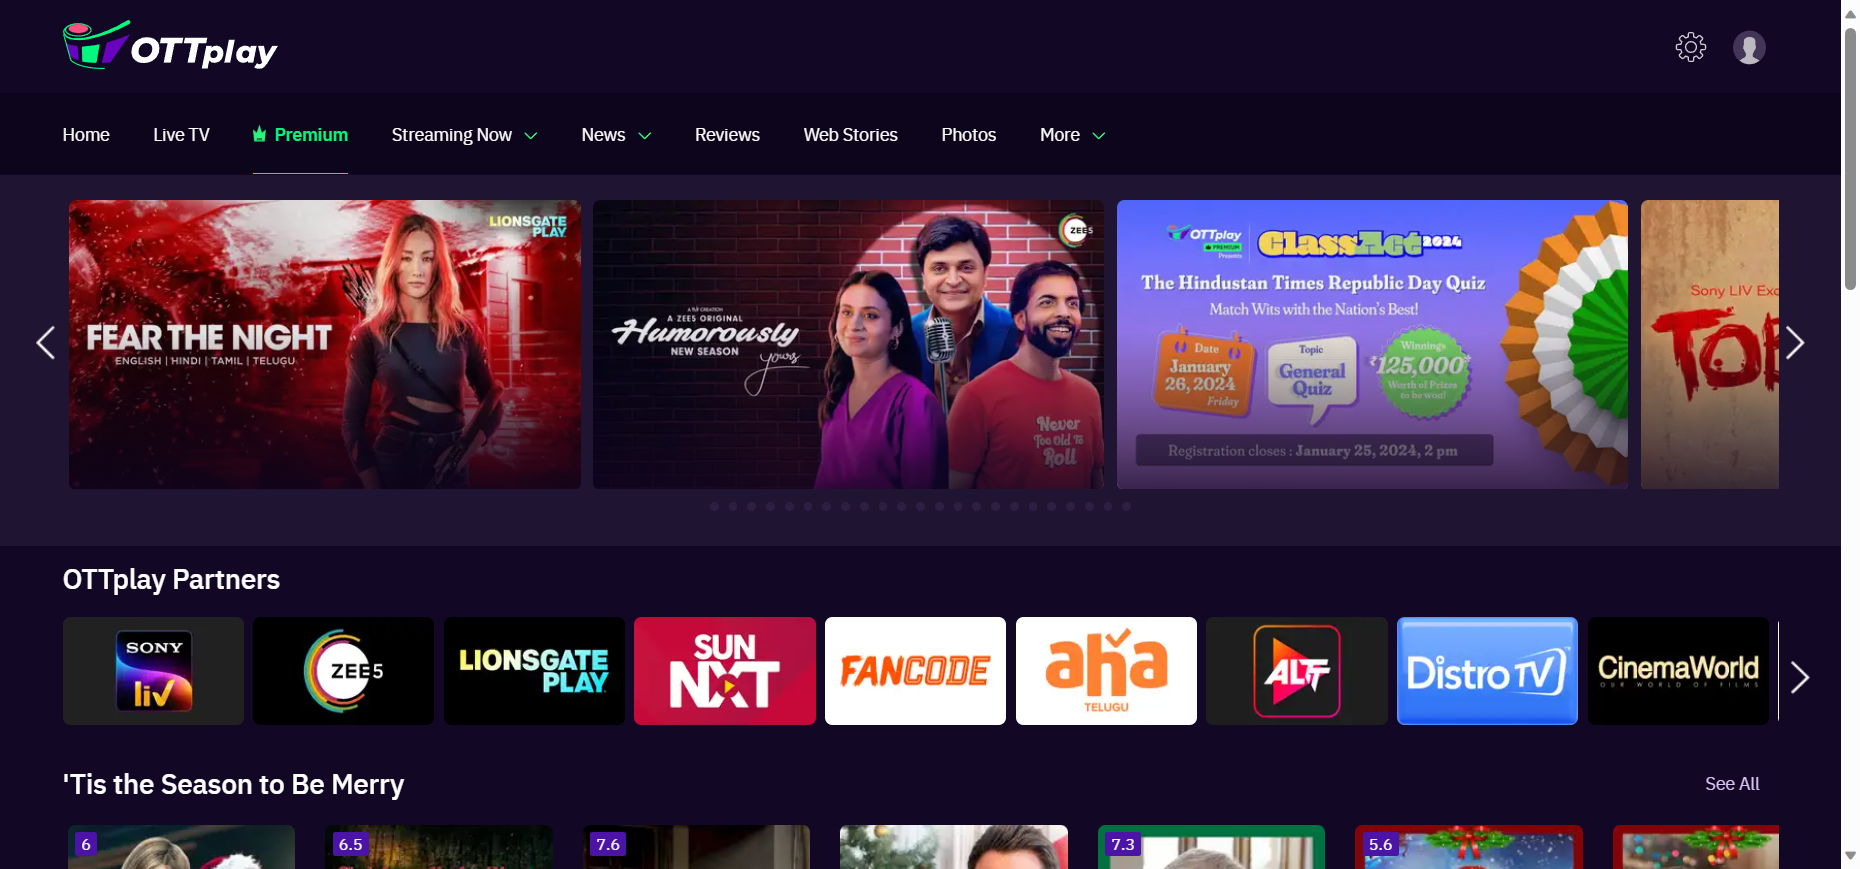 OTTplay
Home
Live TV
Premium
Streaming Now
News
Reviews
Web Stories
Photos
More
LIONSGATE
PLAY
FEAR THE NIGHT
ENGLISH | HINDI | TAMIL | TELUGU
ZEE5
A ZEE5 ORIGINAL
Humorously
NEW SEASON
yours
Never
Too Old To
Roll
OTTplay
PREMIUM
Presents
ClassAct 2024
The Hindustan Times Republic Day Quiz
Match Wits with the Nation's Best!
Date
January
26, 2024
Friday
Topic
General
Quiz
Winnings
₹125,000*
Worth of Prizes
to be won!
Registration closes : January 25, 2024, 2 pm
Sony LIV Exc
OTTplay Partners
SONY
liv
ZEE5
LIONSGATE
PLAY
SUN
NXT
FANCODE
aha
TELUGU
ALTT
DistroTV
CinemaWorld
OUR WORLD OF FILMS
'Tis the Season to Be Merry
See All
6
6.5
7.6
7.3
5.6